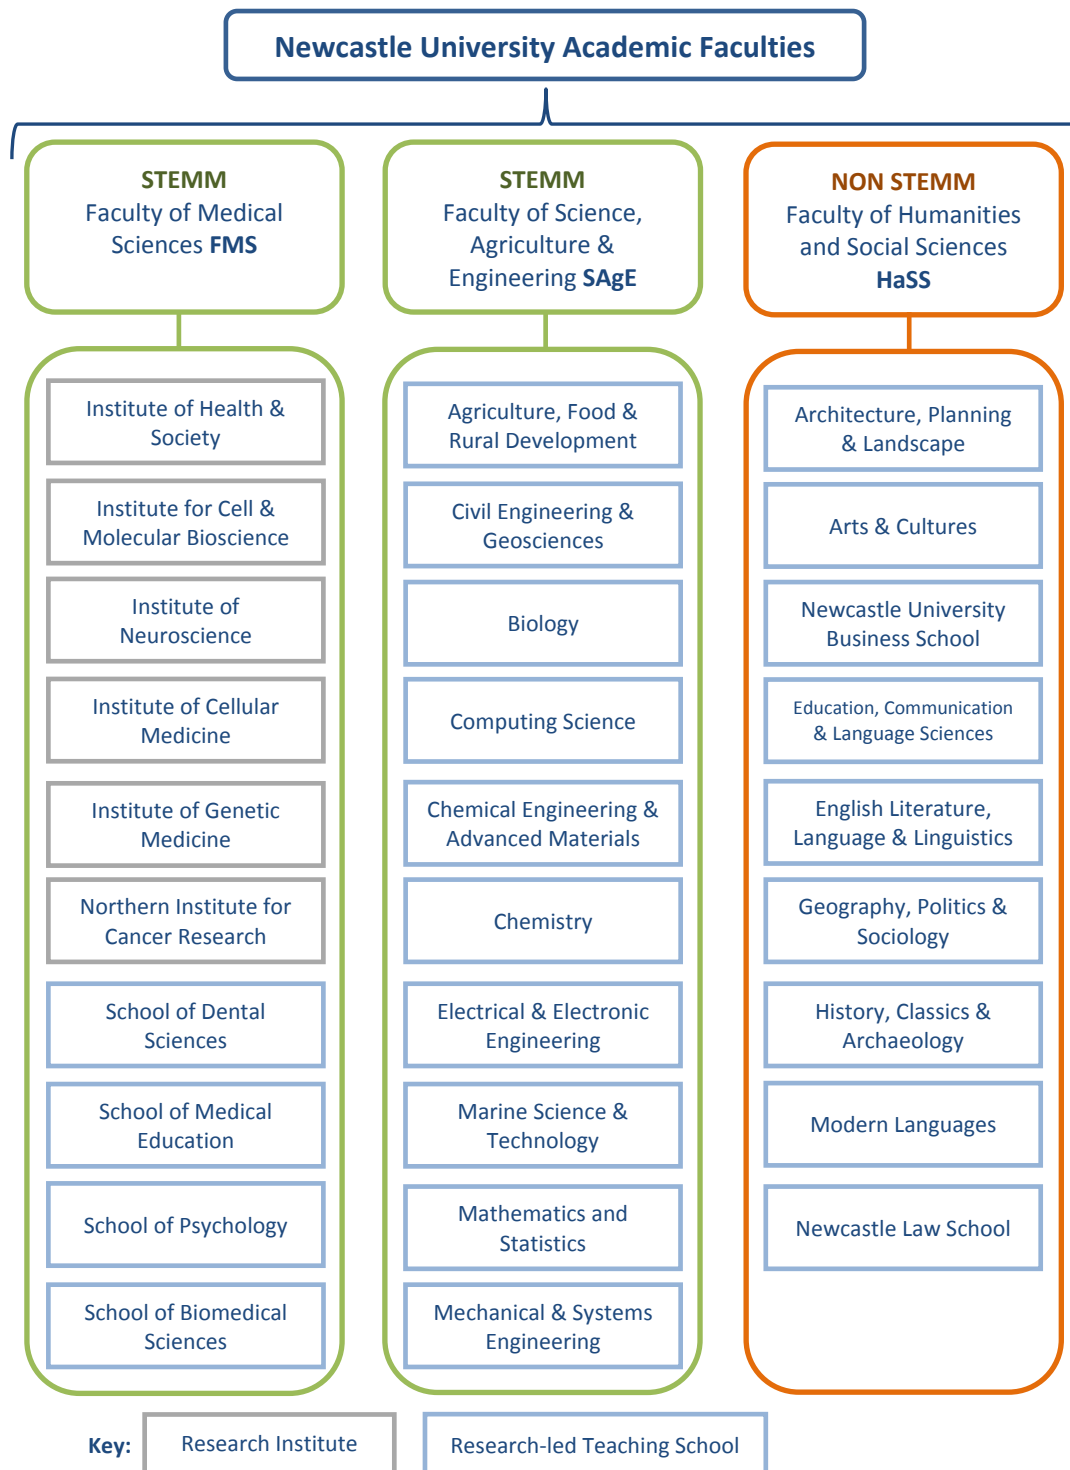 Newcastle University Academic Faculties
STEMM
Faculty of Medical
Sciences FMS
Institute of Health &
Society
Institute for Cell &
Molecular Bioscience
Institute of
Neuroscience
Institute of Cellular
Medicine
Institute of Genetic
Medicine
Northern Institute for
Cancer Research
School of Dental
Sciences
School of Medical
Education
School of Psychology
School of Biomedical
Sciences
STEMM
Faculty of Science,
Agriculture &
Engineering SAgE
Agriculture, Food &
Rural Development
Civil Engineering &
Geosciences
Biology
Computing Science
Chemical Engineering &
Advanced Materials
Chemistry
Electrical & Electronic
Engineering
Marine Science &
Technology
Mathematics and
Statistics
Mechanical & Systems
Engineering
NON STEMM
Faculty of Humanities
and Social Sciences
HaSS
Architecture, Planning
& Landscape
Arts & Cultures
Newcastle University
Business School
Education, Communication
& Language Sciences
English Literature,
Language & Linguistics
Geography, Politics &
Sociology
History, Classics &
Archaeology
Modern Languages
Newcastle Law School
Key:
Research Institute
Research-led Teaching School